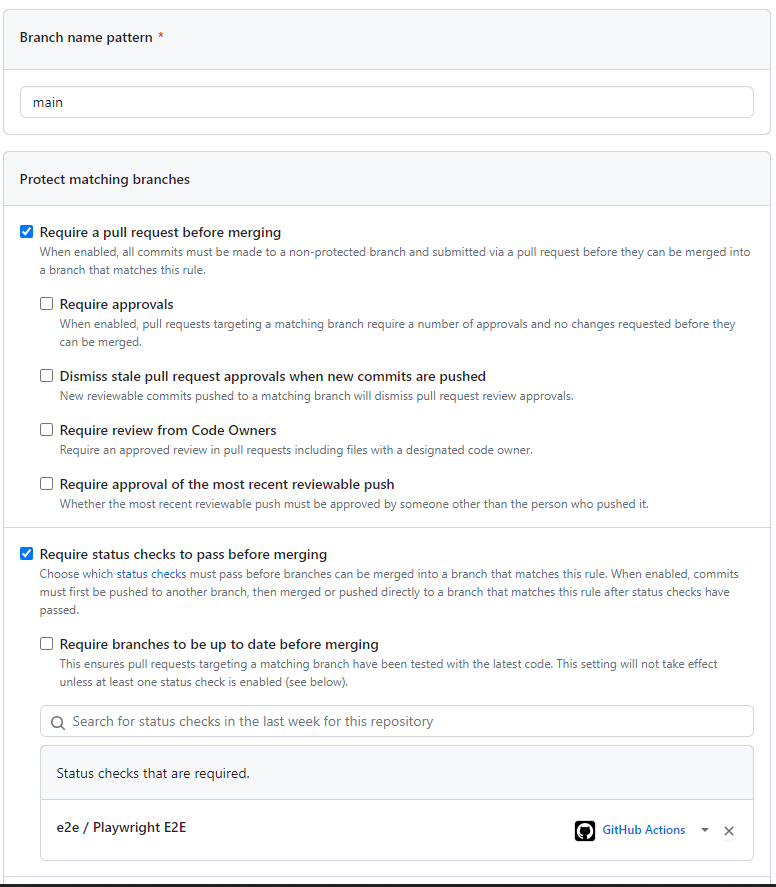 Branch name pattern *
main
Protect matching branches
Require a pull request before merging
When enabled, all commits must be made to a non-protected branch and submitted via a pull request before they can be merged into
a branch that matches this rule.
Require approvals
When enabled, pull requests targeting a matching branch require a number of approvals and no changes requested before they
can be merged.
Dismiss stale pull request approvals when new commits are pushed
New reviewable commits pushed to a matching branch will dismiss pull request review approvals.
Require review from Code Owners
Require an approved review in pull requests including files with a designated code owner.
Require approval of the most recent reviewable push
Whether the most recent reviewable push must be approved by someone other than the person who pushed it.
Require status checks to pass before merging
Choose which status checks must pass before branches can be merged into a branch that matches this rule. When enabled, commits
must first be pushed to another branch, then merged or pushed directly to a branch that matches this rule after status checks have
passed.
Require branches to be up to date before merging
This ensures pull requests targeting a matching branch have been tested with the latest code. This setting will not take effect
unless at least one status check is enabled (see below).
Search for status checks in the last week for this repository
Status checks that are required.
e2e / Playwright E2E
GitHub Actions